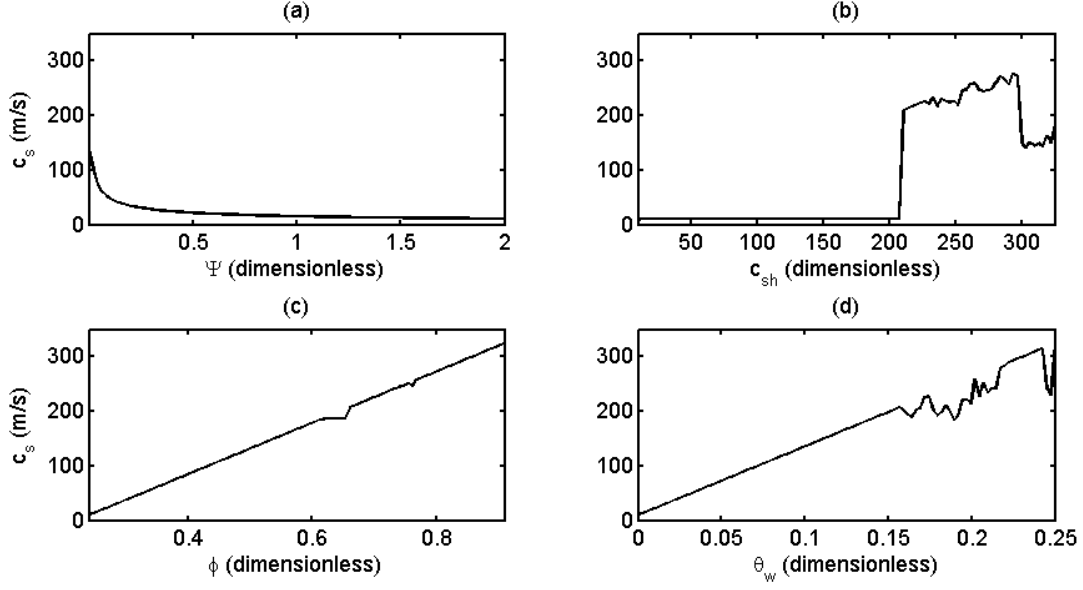 (a)
300
200
100
0
c_s (m/s)
0.5 1 1.5 2
Ψ (dimensionless)
(b)
300
200
100
0
50 100 150 200 250 300
c_sh (dimensionless)
(c)
300
200
100
0
c_s (m/s)
0.4 0.6 0.8
ϕ (dimensionless)
(d)
300
200
100
0
0 0.05 0.1 0.15 0.2 0.25
θ_w (dimensionless)